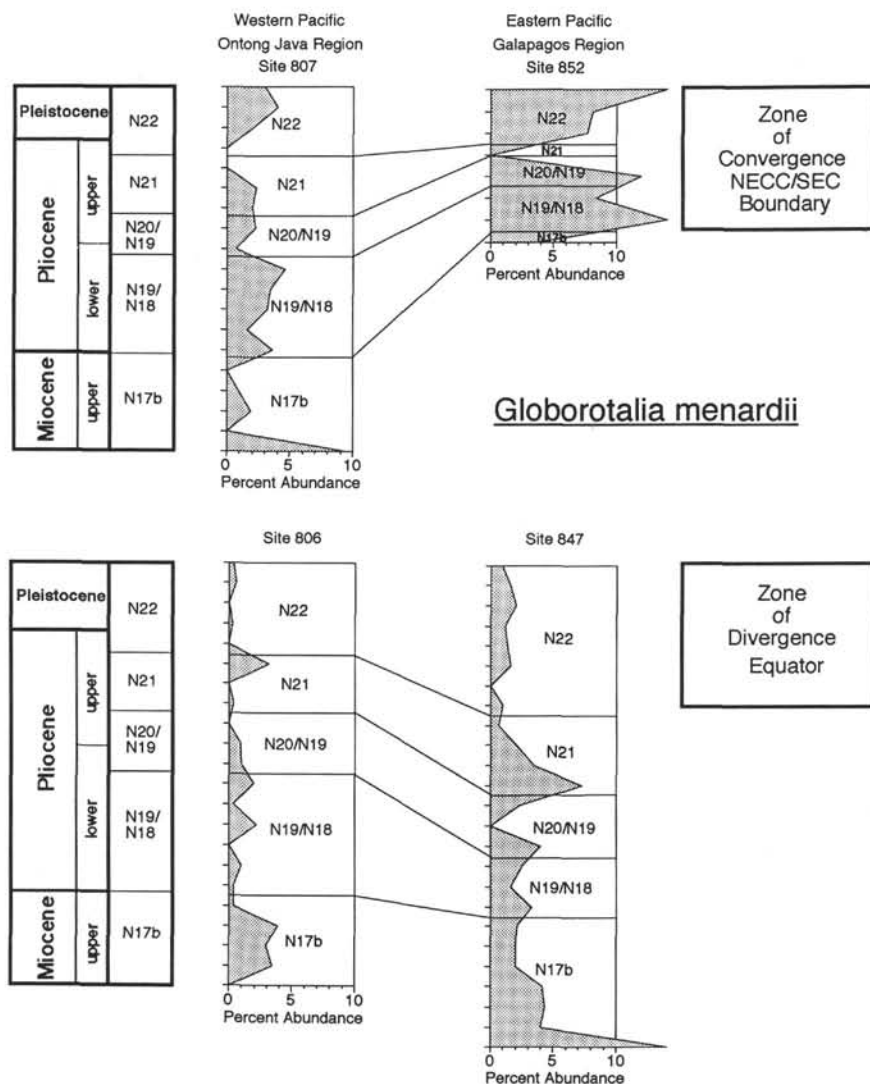 Western Pacific
Ontong Java Region
Site 807
Eastern Pacific
Galapagos Region
Site 852
Pleistocene
Pliocene
Miocene
upper
lower
upper
N22
N21
N20/
N19
N19/
N18
N17b
N22
N21
N20/N19
N19/N18
N17b
0 5 10
Percent Abundance
N22
N21
N20/N19
N19/N18
N17b
0 5 10
Percent Abundance
Zone
of
Convergence
NECC/SEC
Boundary
Globorotalia menardii
Site 806
Site 847
Pleistocene
Pliocene
Miocene
upper
lower
upper
N22
N21
N20/
N19
N19/
N18
N17b
N22
N21
N20/N19
N19/N18
N17b
0 5 10
Percent Abundance
N22
N21
N20/N19
N19/N18
N17b
0 5 10
Percent Abundance
Zone
of
Divergence
Equator